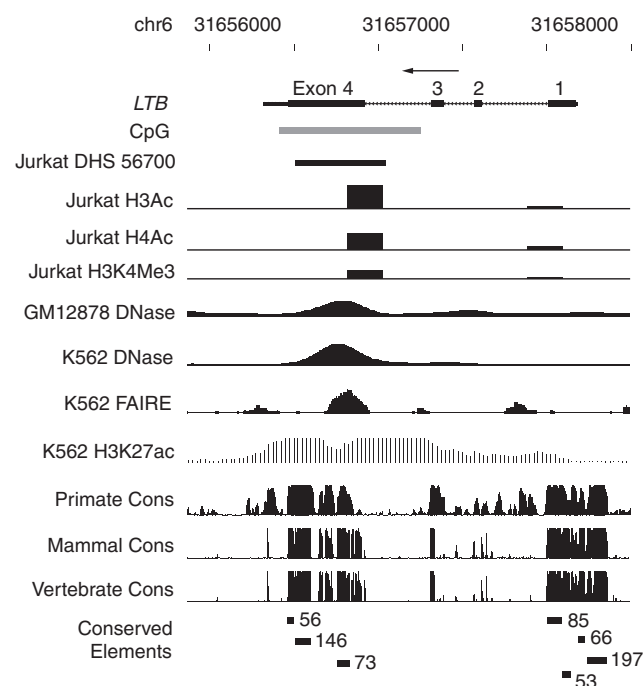 chr6 31656000 31657000 31658000
Exon 4 3 2 1
LTB
CpG
Jurkat DHS 56700
Jurkat H3Ac
Jurkat H4Ac
Jurkat H3K4Me3
GM12878 DNase
K562 DNase
K562 FAIRE
K562 H3K27ac
Primate Cons
Mammal Cons
Vertebrate Cons
Conserved Elements
56 85
146 66
73 197
53